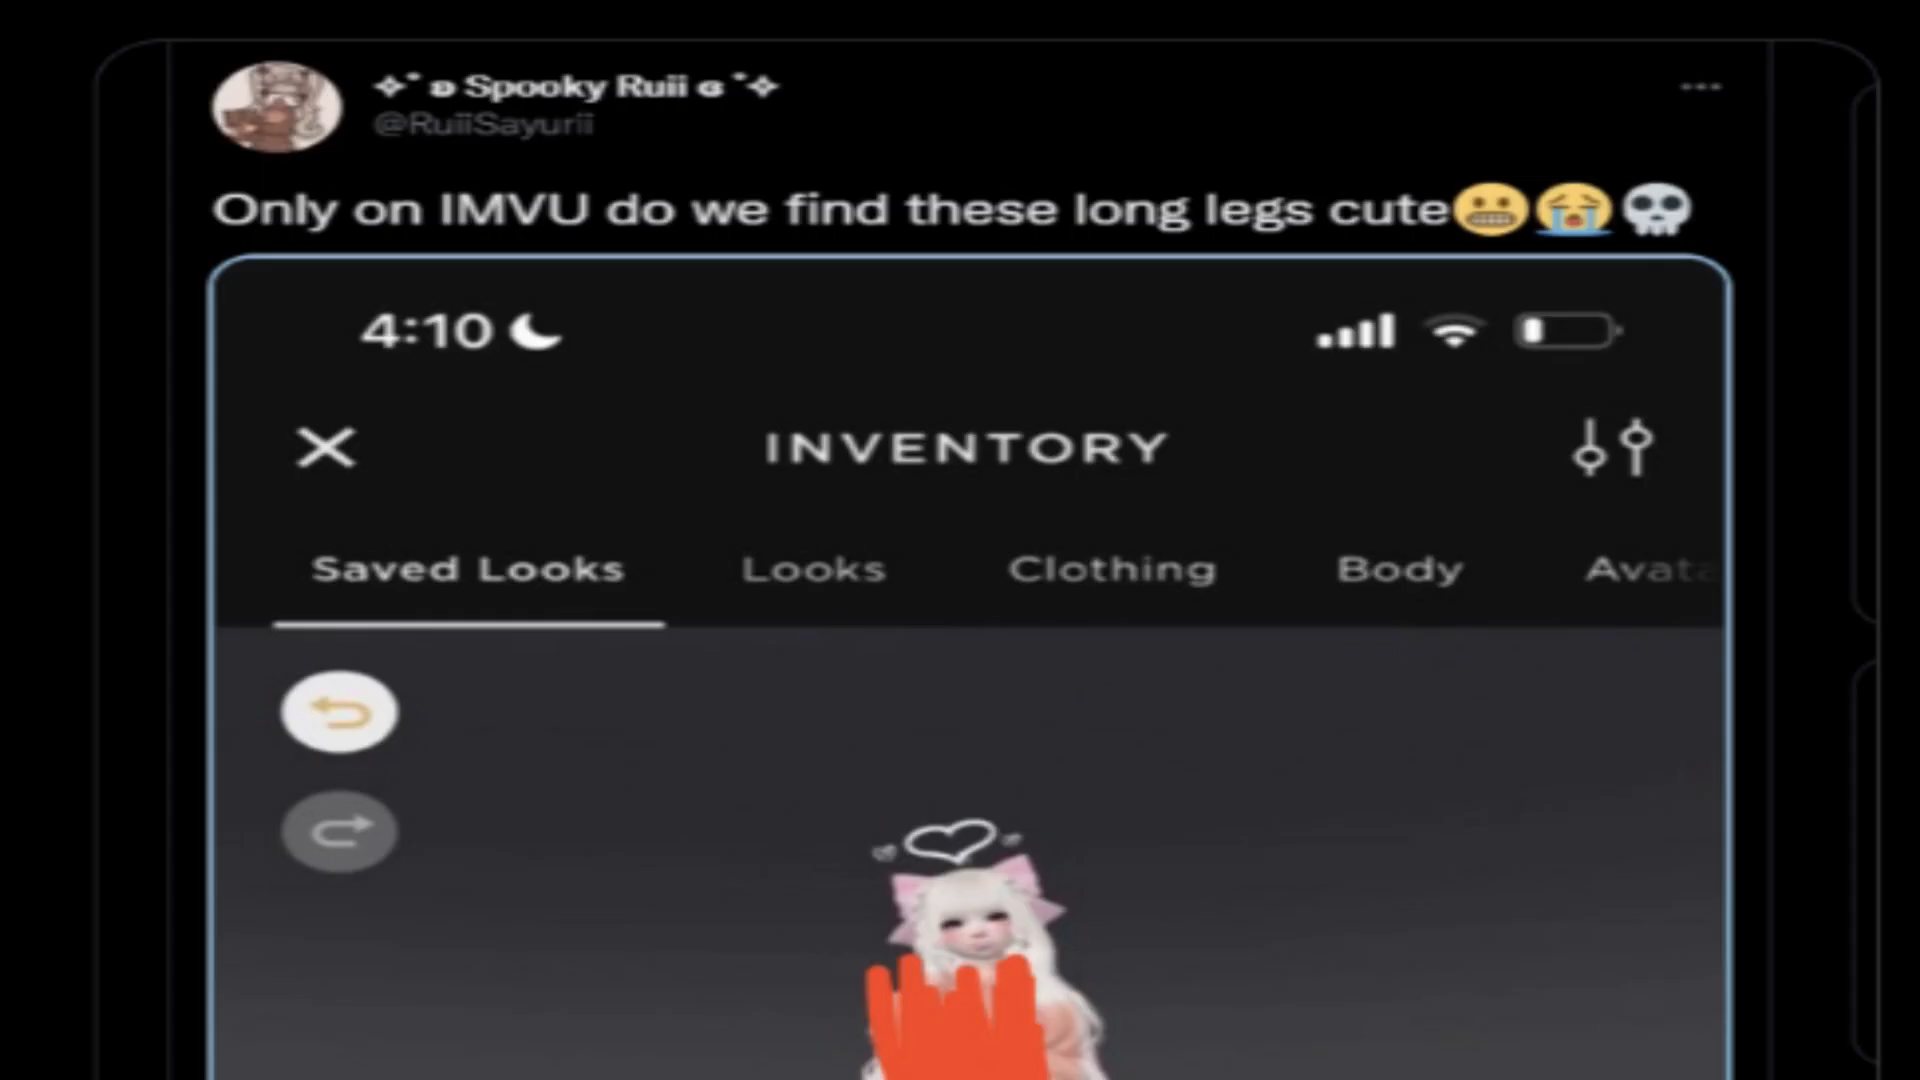 ✧˚ ʚ Spooky Ruii ɞ ˚✧
@RuiiSayurii
Only on IMVU do we find these long legs cute😬😭💀
4:10
INVENTORY
Saved Looks Looks Clothing Body Avata